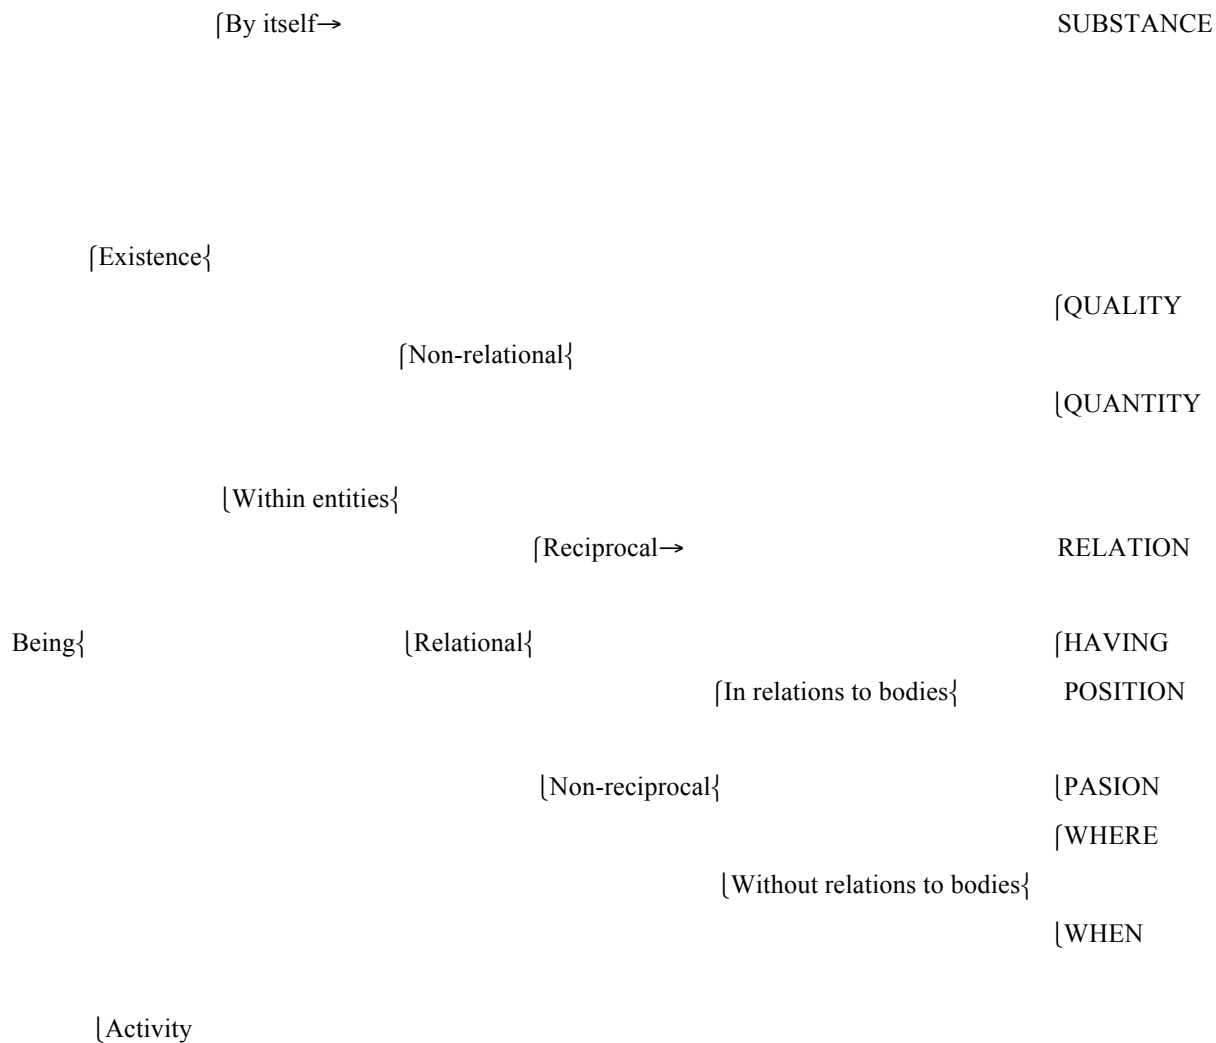 ⌠By itself→ SUBSTANCE
⌠Existence{
⌠QUALITY
⌠Non-relational{
⌊QUANTITY
⌊Within entities{
⌠Reciprocal→ RELATION
Being{ ⌊Relational{ ⌠HAVING
⌠In relations to bodies{ POSITION
⌊Non-reciprocal{ ⌊PASION
⌠WHERE
⌊Without relations to bodies{
⌊WHEN
⌊Activity